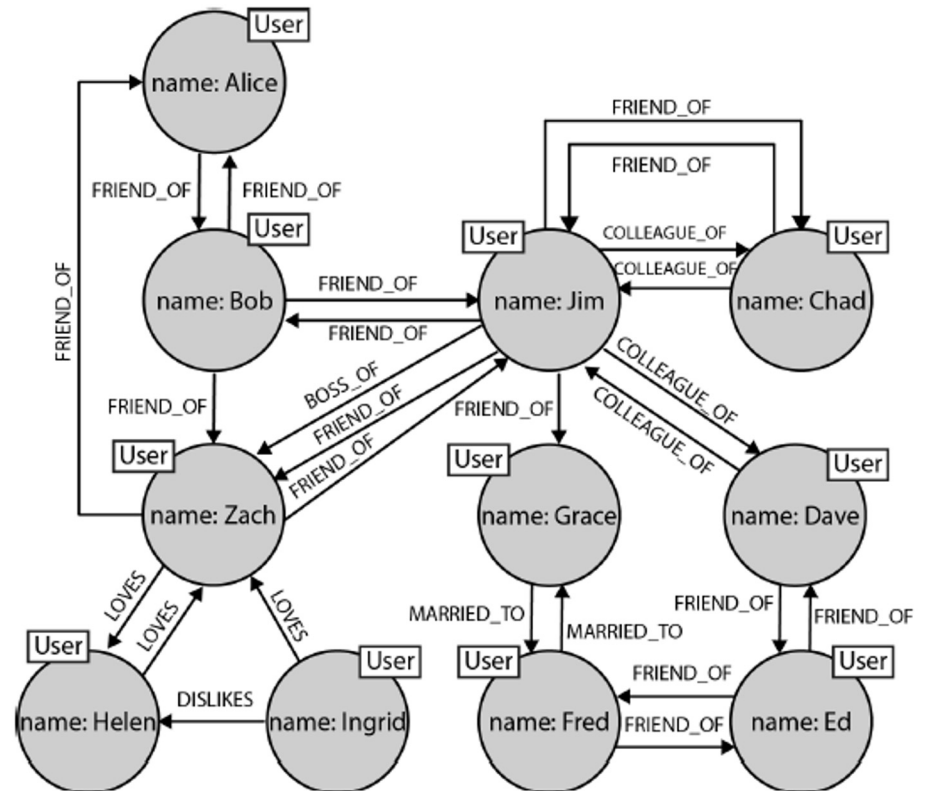 User
name: Alice
FRIEND_OF
FRIEND_OF
FRIEND_OF
FRIEND_OF
FRIEND_OF
User
name: Bob
User
name: Jim
User
name: Chad
COLLEAGUE_OF
COLLEAGUE_OF
FRIEND_OF
FRIEND_OF
FRIEND_OF
BOSS_OF
FRIEND_OF
FRIEND_OF
FRIEND_OF
COLLEAGUE_OF
COLLEAGUE_OF
User
name: Zach
User
name: Grace
User
name: Dave
LOVES
LOVES
LOVES
MARRIED_TO
MARRIED_TO
FRIEND_OF
FRIEND_OF
User
name: Helen
DISLIKES
User
name: Ingrid
User
name: Fred
FRIEND_OF
FRIEND_OF
User
name: Ed